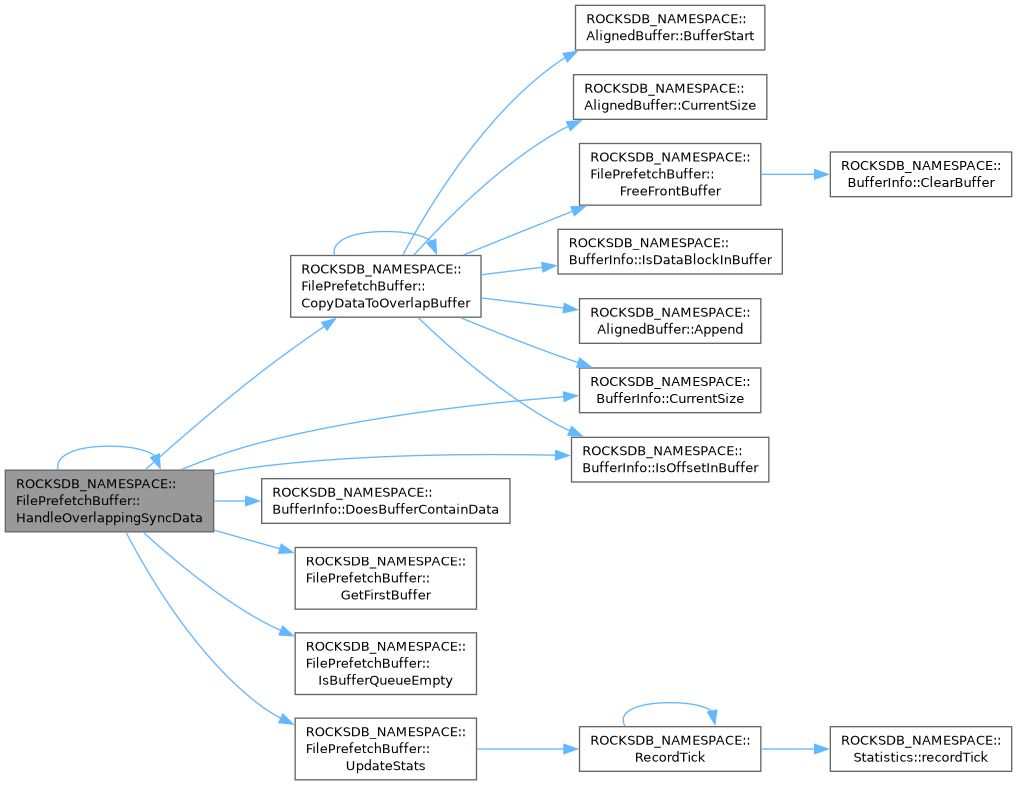 ROCKSDB_NAMESPACE::
AlignedBuffer::BufferStart
ROCKSDB_NAMESPACE::
AlignedBuffer::CurrentSize
ROCKSDB_NAMESPACE::
FilePrefetchBuffer::
FreeFrontBuffer
ROCKSDB_NAMESPACE::
BufferInfo::ClearBuffer
ROCKSDB_NAMESPACE::
BufferInfo::IsDataBlockInBuffer
ROCKSDB_NAMESPACE::
FilePrefetchBuffer::
CopyDataToOverlapBuffer
ROCKSDB_NAMESPACE::
AlignedBuffer::Append
ROCKSDB_NAMESPACE::
BufferInfo::CurrentSize
ROCKSDB_NAMESPACE::
BufferInfo::IsOffsetInBuffer
ROCKSDB_NAMESPACE::
FilePrefetchBuffer::
HandleOverlappingSyncData
ROCKSDB_NAMESPACE::
BufferInfo::DoesBufferContainData
ROCKSDB_NAMESPACE::
FilePrefetchBuffer::
GetFirstBuffer
ROCKSDB_NAMESPACE::
FilePrefetchBuffer::
IsBufferQueueEmpty
ROCKSDB_NAMESPACE::
FilePrefetchBuffer::
UpdateStats
ROCKSDB_NAMESPACE::
RecordTick
ROCKSDB_NAMESPACE::
Statistics::recordTick